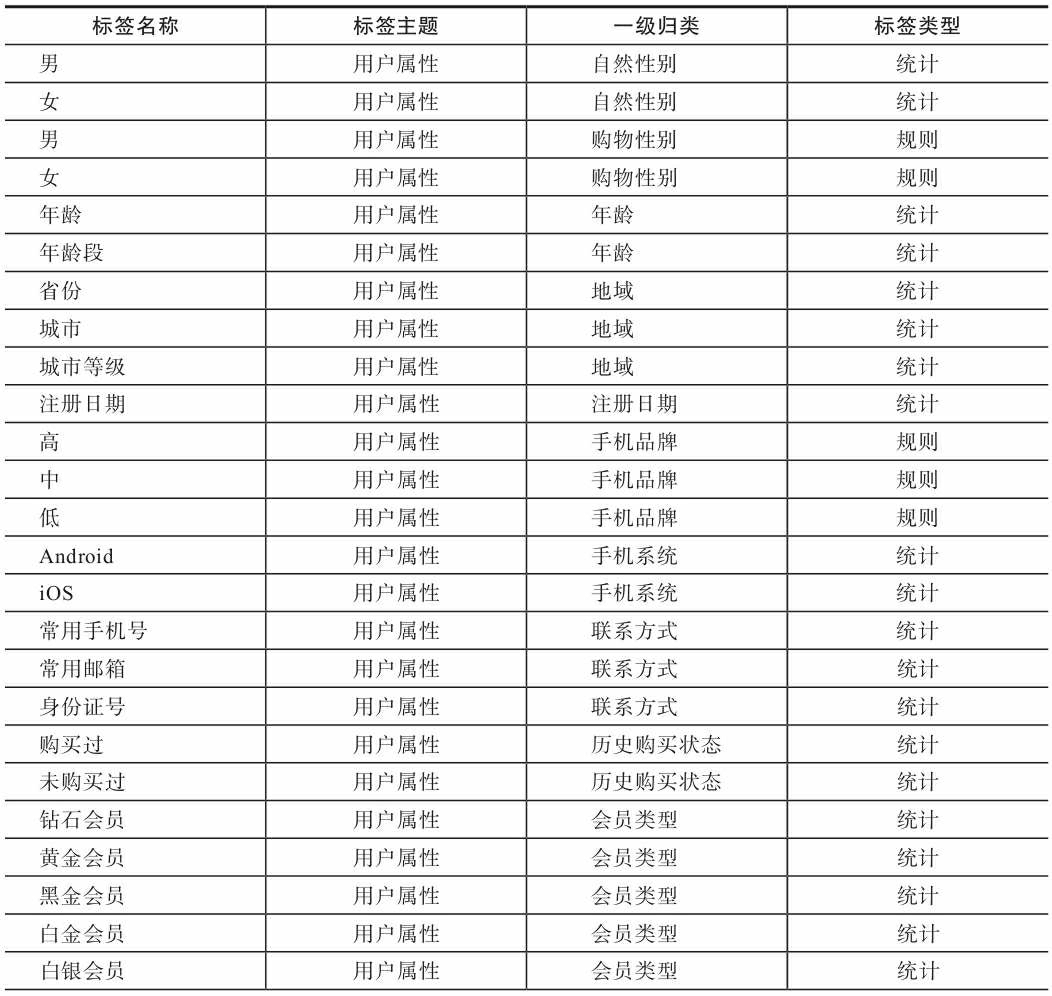 标签名称 标签主题 一级归类 标签类型
男 用户属性 自然性别 统计
女 用户属性 自然性别 统计
男 用户属性 购物性别 规则
女 用户属性 购物性别 规则
年龄 用户属性 年龄 统计
年龄段 用户属性 年龄 统计
省份 用户属性 地域 统计
城市 用户属性 地域 统计
城市等级 用户属性 地域 统计
注册日期 用户属性 注册日期 统计
高 用户属性 手机品牌 规则
中 用户属性 手机品牌 规则
低 用户属性 手机品牌 规则
Android 用户属性 手机系统 统计
iOS 用户属性 手机系统 统计
常用手机号 用户属性 联系方式 统计
常用邮箱 用户属性 联系方式 统计
身份证号 用户属性 联系方式 统计
购买过 用户属性 历史购买状态 统计
未购买过 用户属性 历史购买状态 统计
钻石会员 用户属性 会员类型 统计
黄金会员 用户属性 会员类型 统计
黑金会员 用户属性 会员类型 统计
白金会员 用户属性 会员类型 统计
白银会员 用户属性 会员类型 统计